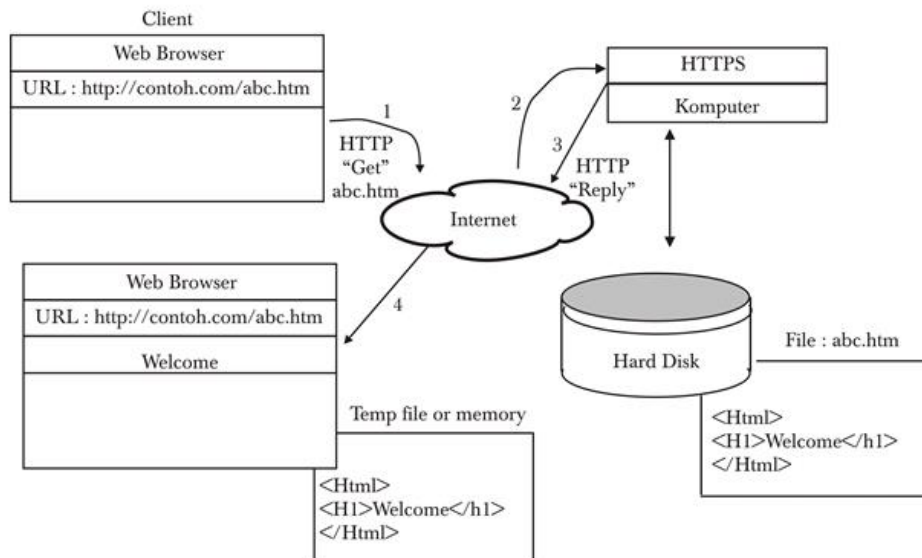 Client
Web Browser
URL : http://contoh.com/abc.htm
1
HTTP
“Get”
abc.htm
2
HTTPS
Komputer
3
HTTP
“Reply”
Internet
4
Web Browser
URL : http://contoh.com/abc.htm
Welcome
Temp file or memory
<Html>
<H1>Welcome</h1>
</Html>
Hard Disk
File : abc.htm
<Html>
<H1>Welcome</h1>
</Html>